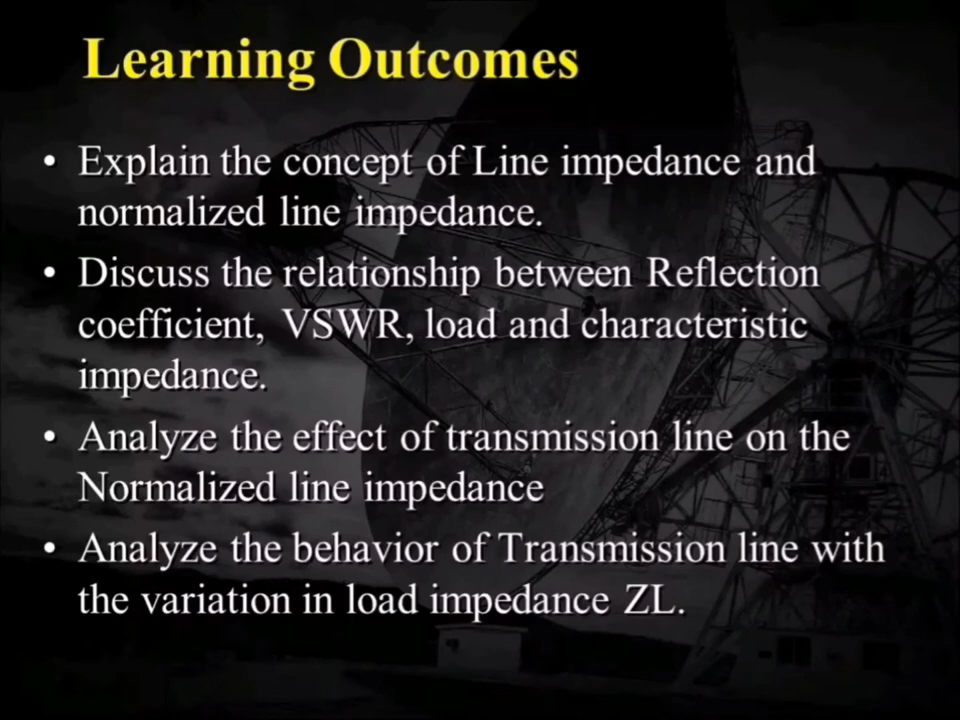 Learning Outcomes
• Explain the concept of Line impedance and
normalized line impedance.
• Discuss the relationship between Reflection
coefficient, VSWR, load and characteristic
impedance.
• Analyze the effect of transmission line on the
Normalized line impedance
• Analyze the behavior of Transmission line with
the variation in load impedance ZL.